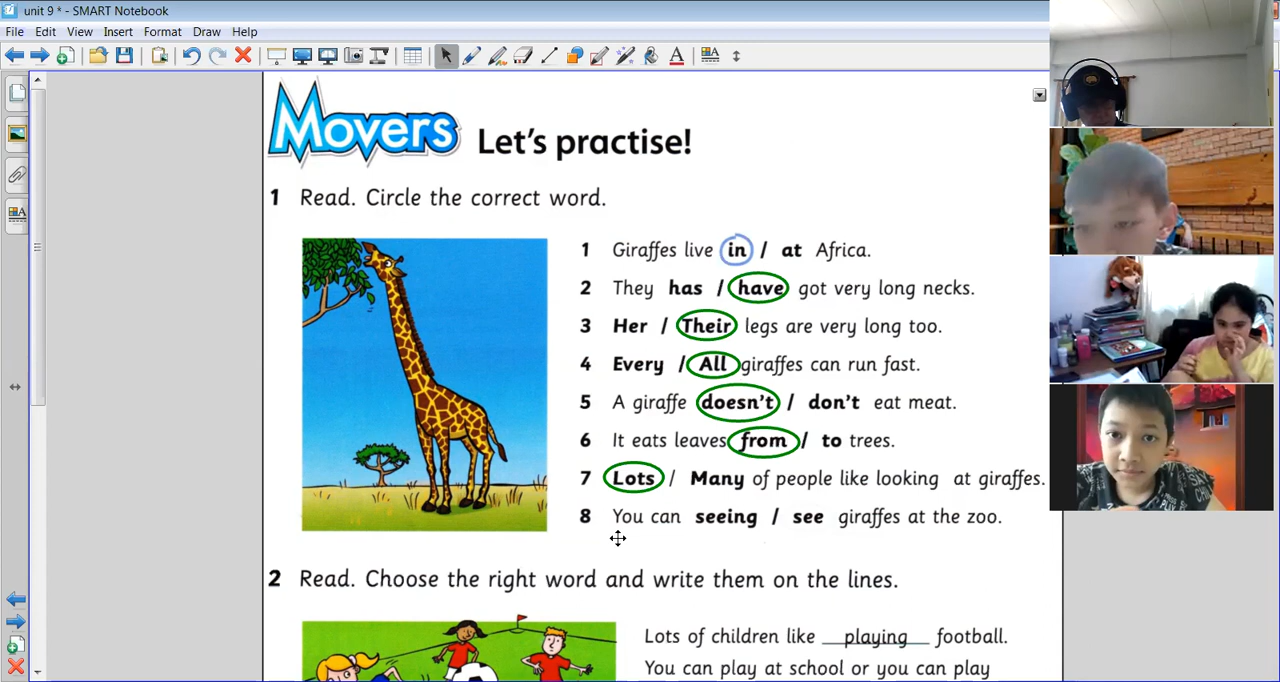 unit 9 * - SMART Notebook
File Edit View Insert Format Draw Help
Movers Let's practise!
1 Read. Circle the correct word.
1 Giraffes live in / at Africa.
2 They has / have got very long necks.
3 Her / Their legs are very long too.
4 Every / All giraffes can run fast.
5 A giraffe doesn't / don't eat meat.
6 It eats leaves from / to trees.
7 Lots / Many of people like looking at giraffes.
8 You can seeing / see giraffes at the zoo.
2 Read. Choose the right word and write them on the lines.
Lots of children like playing football.
You can play at school or you can play